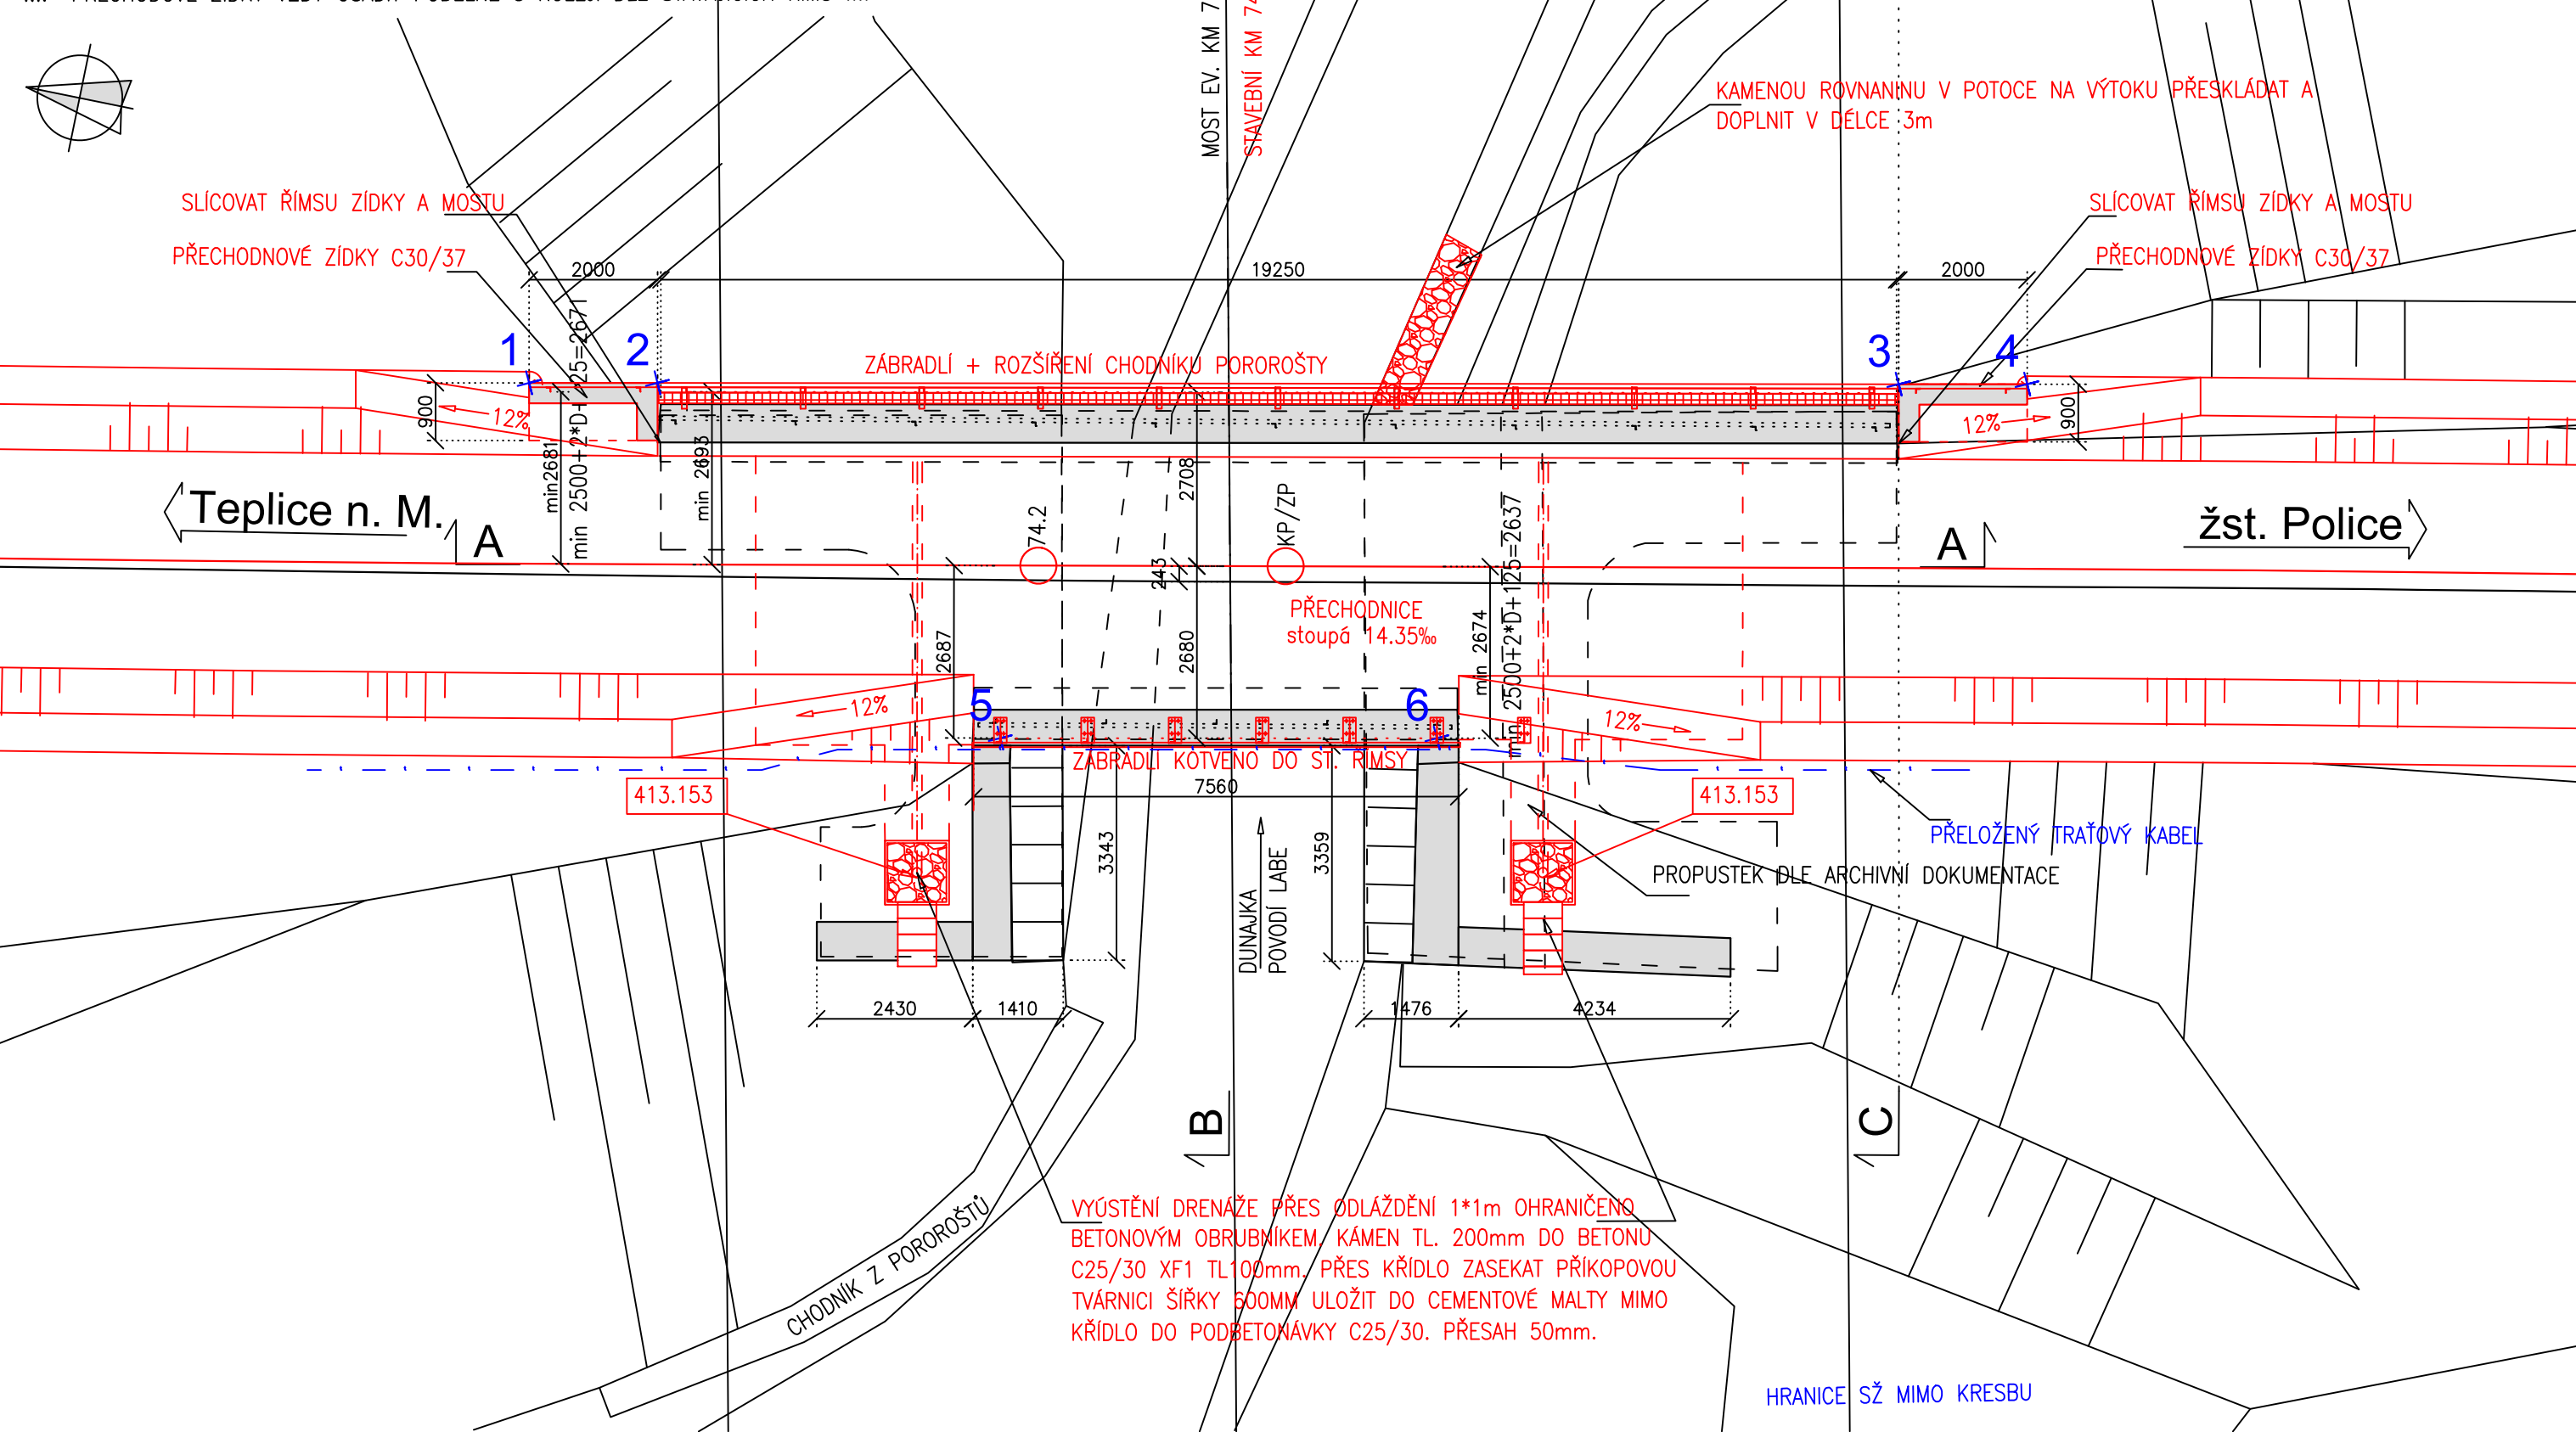 MOST EV. KM 7
STAVEBNÍ KM 74
KAMENOU ROVNANINU V POTOCE NA VÝTOKU PŘESKLÁDAT A
DOPLNIT V DÉLCE 3m
SLÍCOVAT ŘÍMSU ZÍDKY A MOSTU
PŘECHODNOVÉ ZÍDKY C30/37
SLÍCOVAT ŘÍMSU ZÍDKY A MOSTU
PŘECHODNOVÉ ZÍDKY C30/37
2000
19250
2000
1
2
3
4
ZÁBRADLÍ + ROZŠÍŘENÍ CHODNÍKU POROROŠTY
900
12%
12%
900
min2681
min 2500+2*D+125=2671
min 2693
2708
Teplice n. M.
A
A
žst. Police
74.2
KP/ZP
243
2687
2680
PŘECHODNICE
stoupá 14.35‰
min 2674
min 2500+2*D+125=2637
12%
5
6
12%
ZÁBRADLÍ KOTVENO DO ST. ŘÍMSY
7560
413.153
413.153
3343
3359
PŘELOŽENÝ TRAŤOVÝ KABEL
PROPUSTEK DLE ARCHIVNÍ DOKUMENTACE
DUNAJKA
POVODÍ LABE
2430
1410
1476
4234
B
C
CHODNÍK Z POROROŠTŮ
VYÚSTĚNÍ DRENÁŽE PŘES ODLÁŽDĚNÍ 1*1m OHRANIČENO
BETONOVÝM OBRUBNÍKEM, KÁMEN TL. 200mm DO BETONU
C25/30 XF1 TL100mm. PŘES KŘÍDLO ZASEKAT PŘÍKOPOVOU
TVÁRNICI ŠÍŘKY 600MM ULOŽIT DO CEMENTOVÉ MALTY MIMO
KŘÍDLO DO PODBETONÁVKY C25/30. PŘESAH 50mm.
HRANICE SŽ MIMO KRESBU